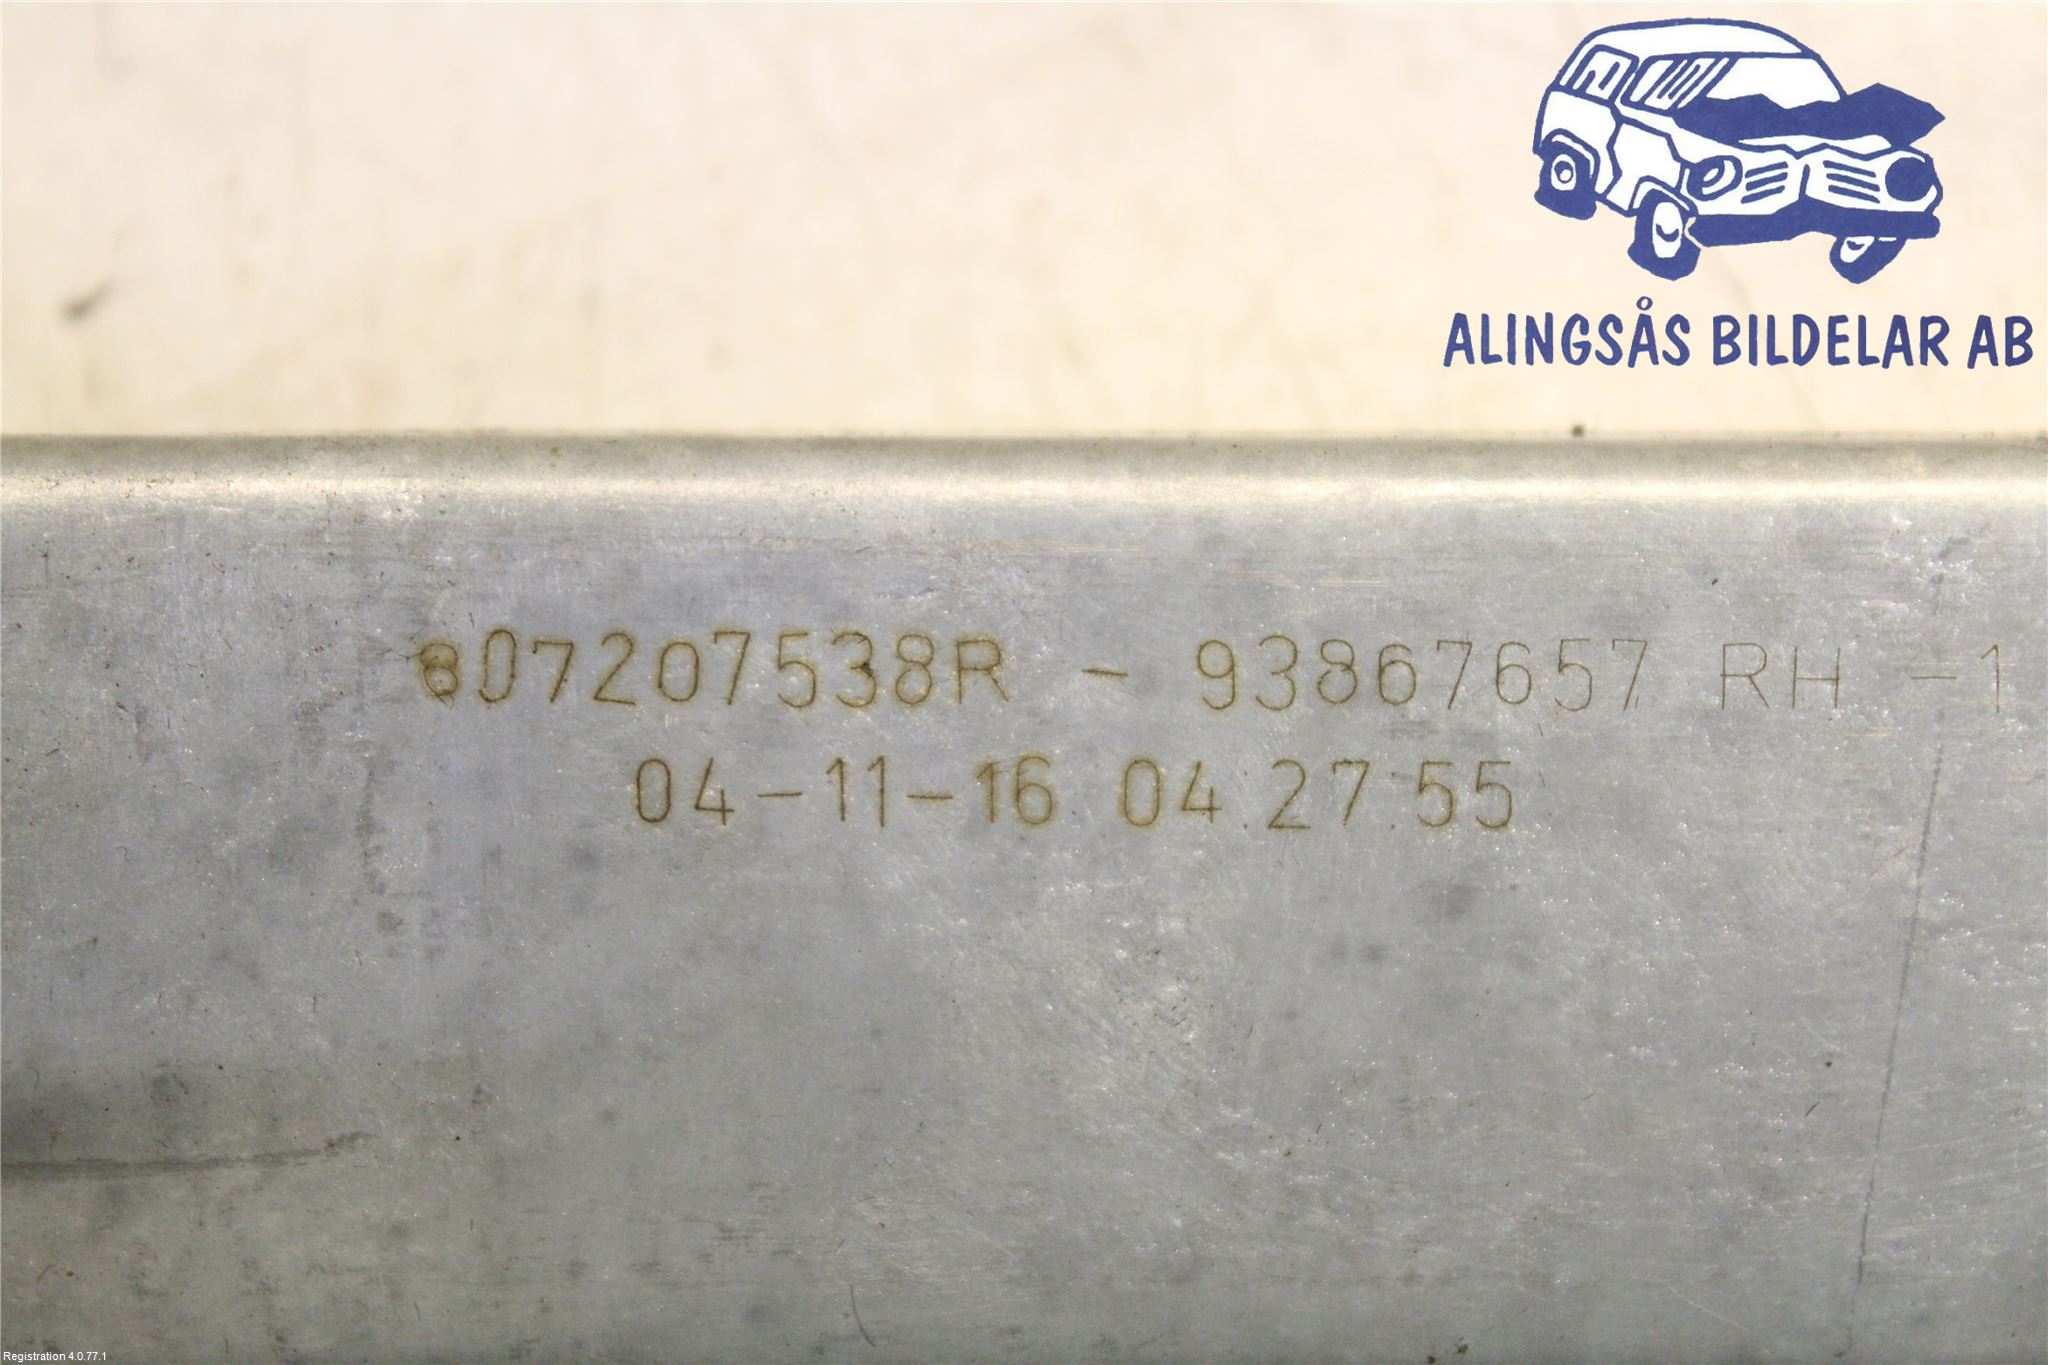 ALINGSÅS BILDELAR AB
807207538R - 93867657 RH -1
04-11-16 04 27 55
Registration 4.0.77.1